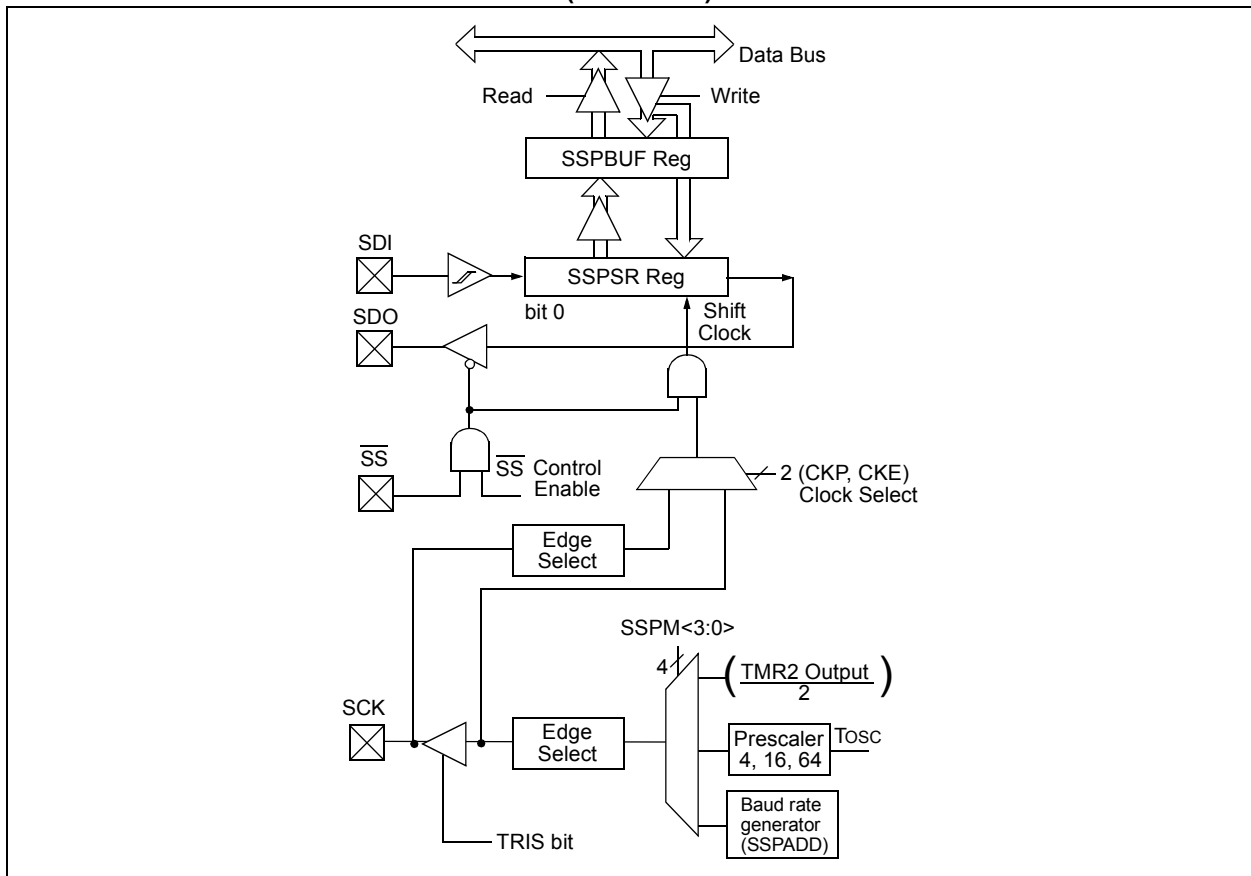 Data Bus
Read
Write
SSPBUF Reg
SDI
SSPSR Reg
bit 0
Shift
Clock
SDO
SS
SS Control
Enable
2 (CKP, CKE)
Clock Select
Edge
Select
SSPM<3:0>
4
(TMR2 Output
2)
SCK
Edge
Select
Prescaler
4, 16, 64
TOSC
Baud rate
generator
(SSPADD)
TRIS bit